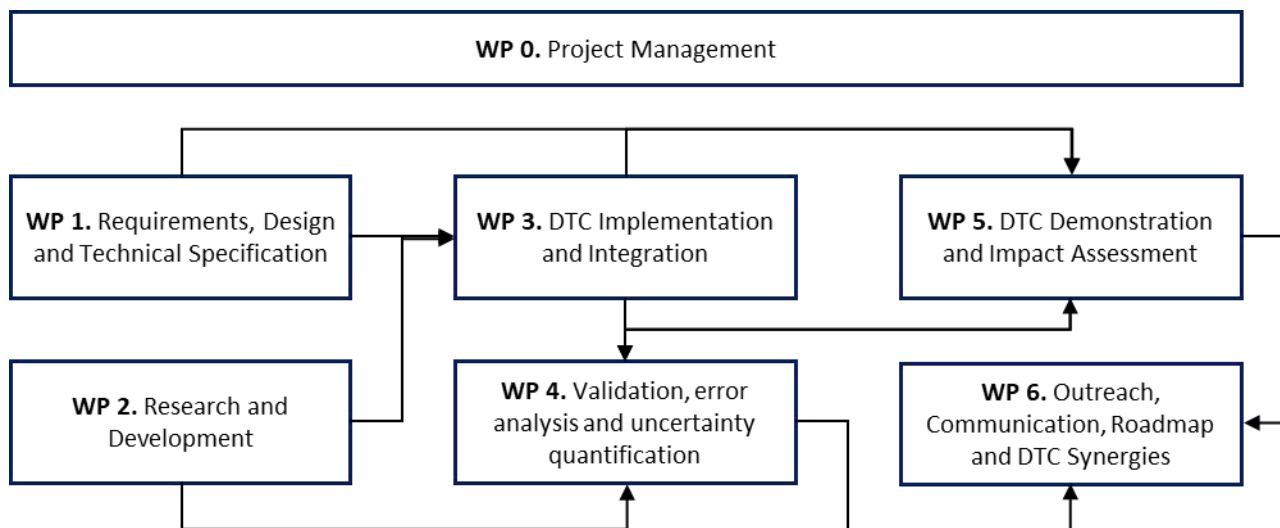 WP 0. Project Management
WP 1. Requirements, Design
and Technical Specification
WP 3. DTC Implementation
and Integration
WP 5. DTC Demonstration
and Impact Assessment
WP 2. Research and
Development
WP 4. Validation, error
analysis and uncertainty
quantification
WP 6. Outreach,
Communication, Roadmap
and DTC Synergies